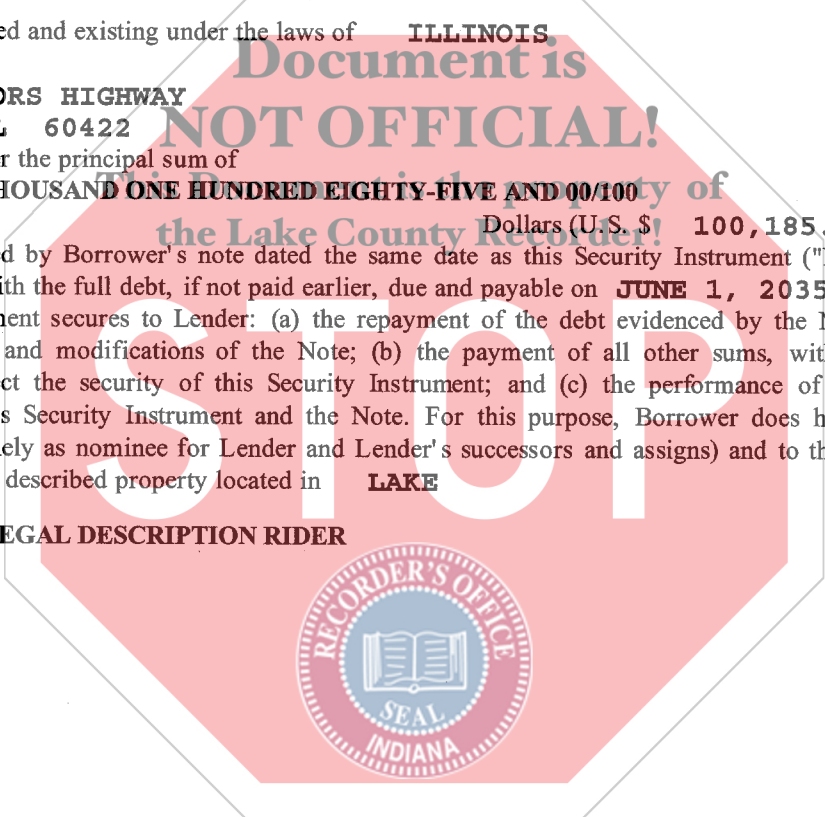 ed and existing under the laws of ILLINOIS
Document is
ORS HIGHWAY
NOT OFFICIAL!
60422
r the principal sum of
This Document is the property of
HOUSAND ONE HUNDRED EIGHTY-FIVE AND 00/100
the Lake County Recorder!
Dollars (U.S. $ 100,185.
d by Borrower's note dated the same date as this Security Instrument ("
ith the full debt, if not paid earlier, due and payable on JUNE 1, 2035
ent secures to Lender: (a) the repayment of the debt evidenced by the N
and modifications of the Note; (b) the payment of all other sums, wit
ct the security of this Security Instrument; and (c) the performance of
s Security Instrument and the Note. For this purpose, Borrower does h
ely as nominee for Lender and Lender's successors and assigns) and to th
described property located in LAKE
STOP
EGAL DESCRIPTION RIDER
RECORDER'S OFFICE
SEAL
INDIANA